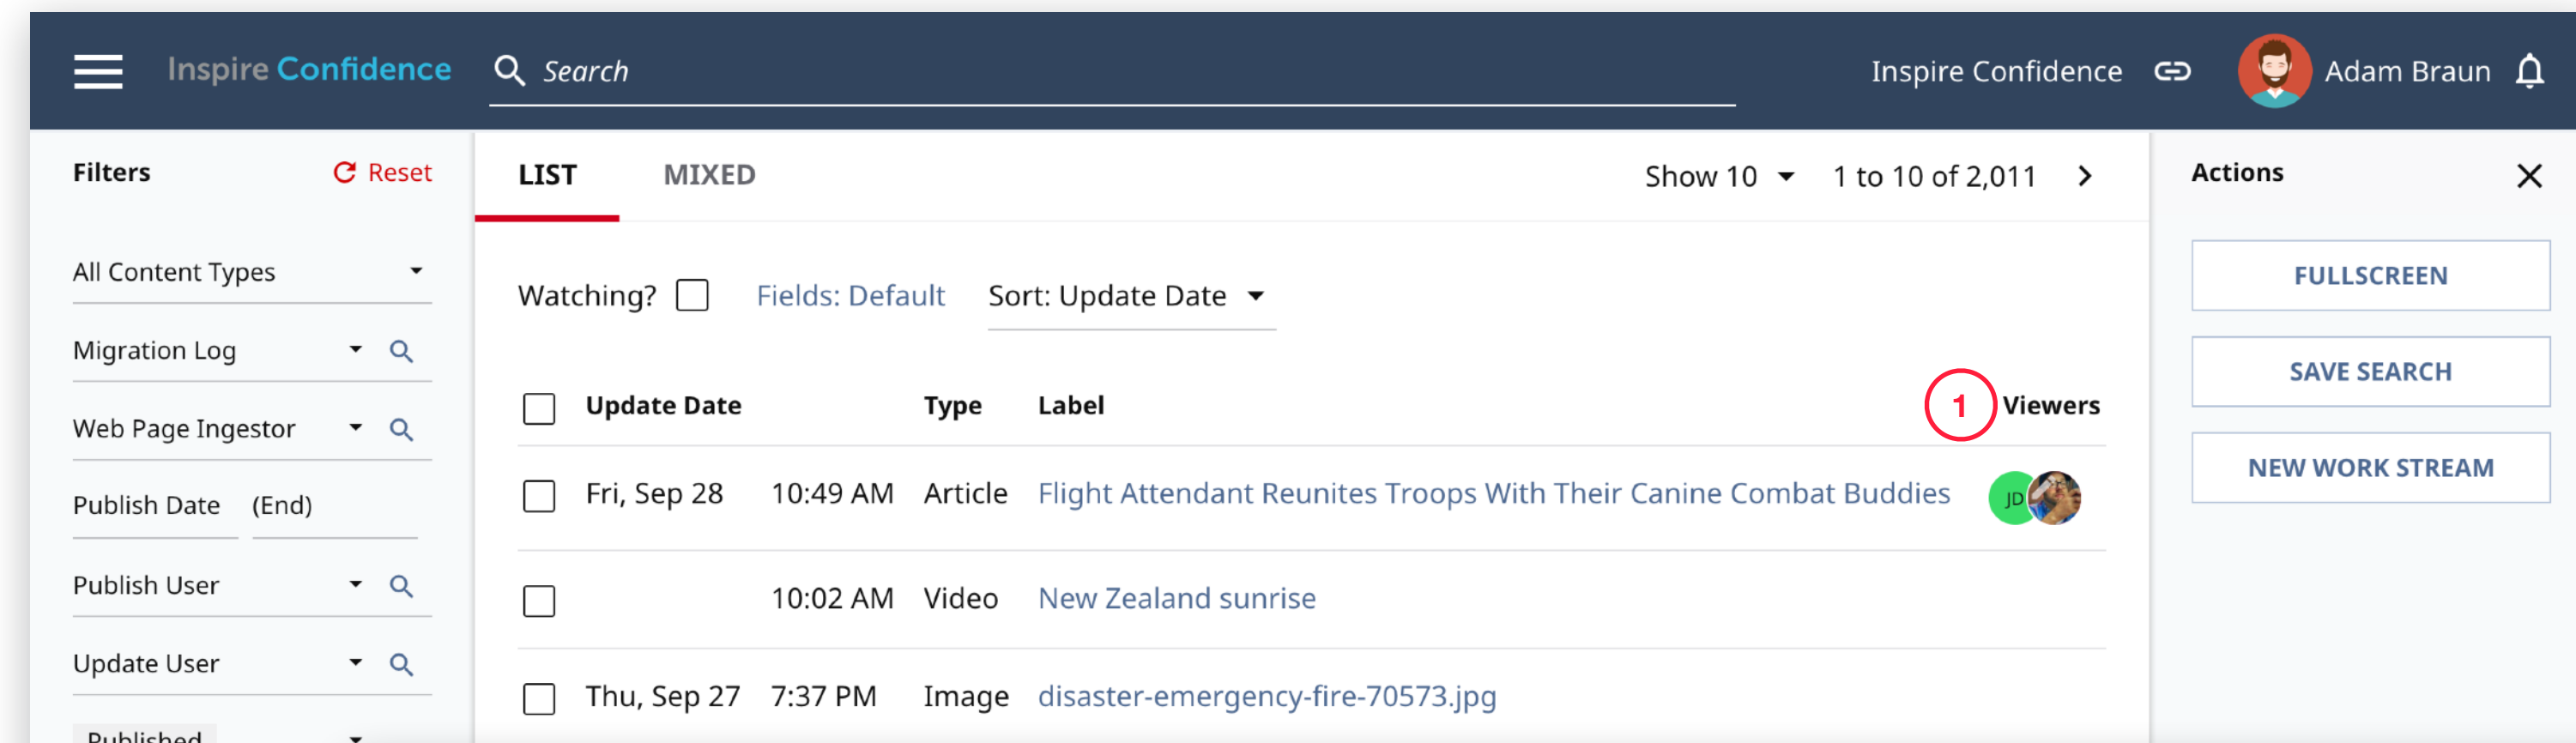 Inspire Confidence
Search
Inspire Confidence
Adam Braun
Filters
Reset
All Content Types
Migration Log
Web Page Ingestor
Publish Date (End)
Publish User
Update User
Published
LIST MIXED
Show 10
1 to 10 of 2,011
Watching?
Fields: Default
Sort: Update Date
Update Date Type Label 1 Viewers
Fri, Sep 28 10:49 AM Article Flight Attendant Reunites Troops With Their Canine Combat Buddies JD
10:02 AM Video New Zealand sunrise
Thu, Sep 27 7:37 PM Image disaster-emergency-fire-70573.jpg
Actions
FULLSCREEN
SAVE SEARCH
NEW WORK STREAM